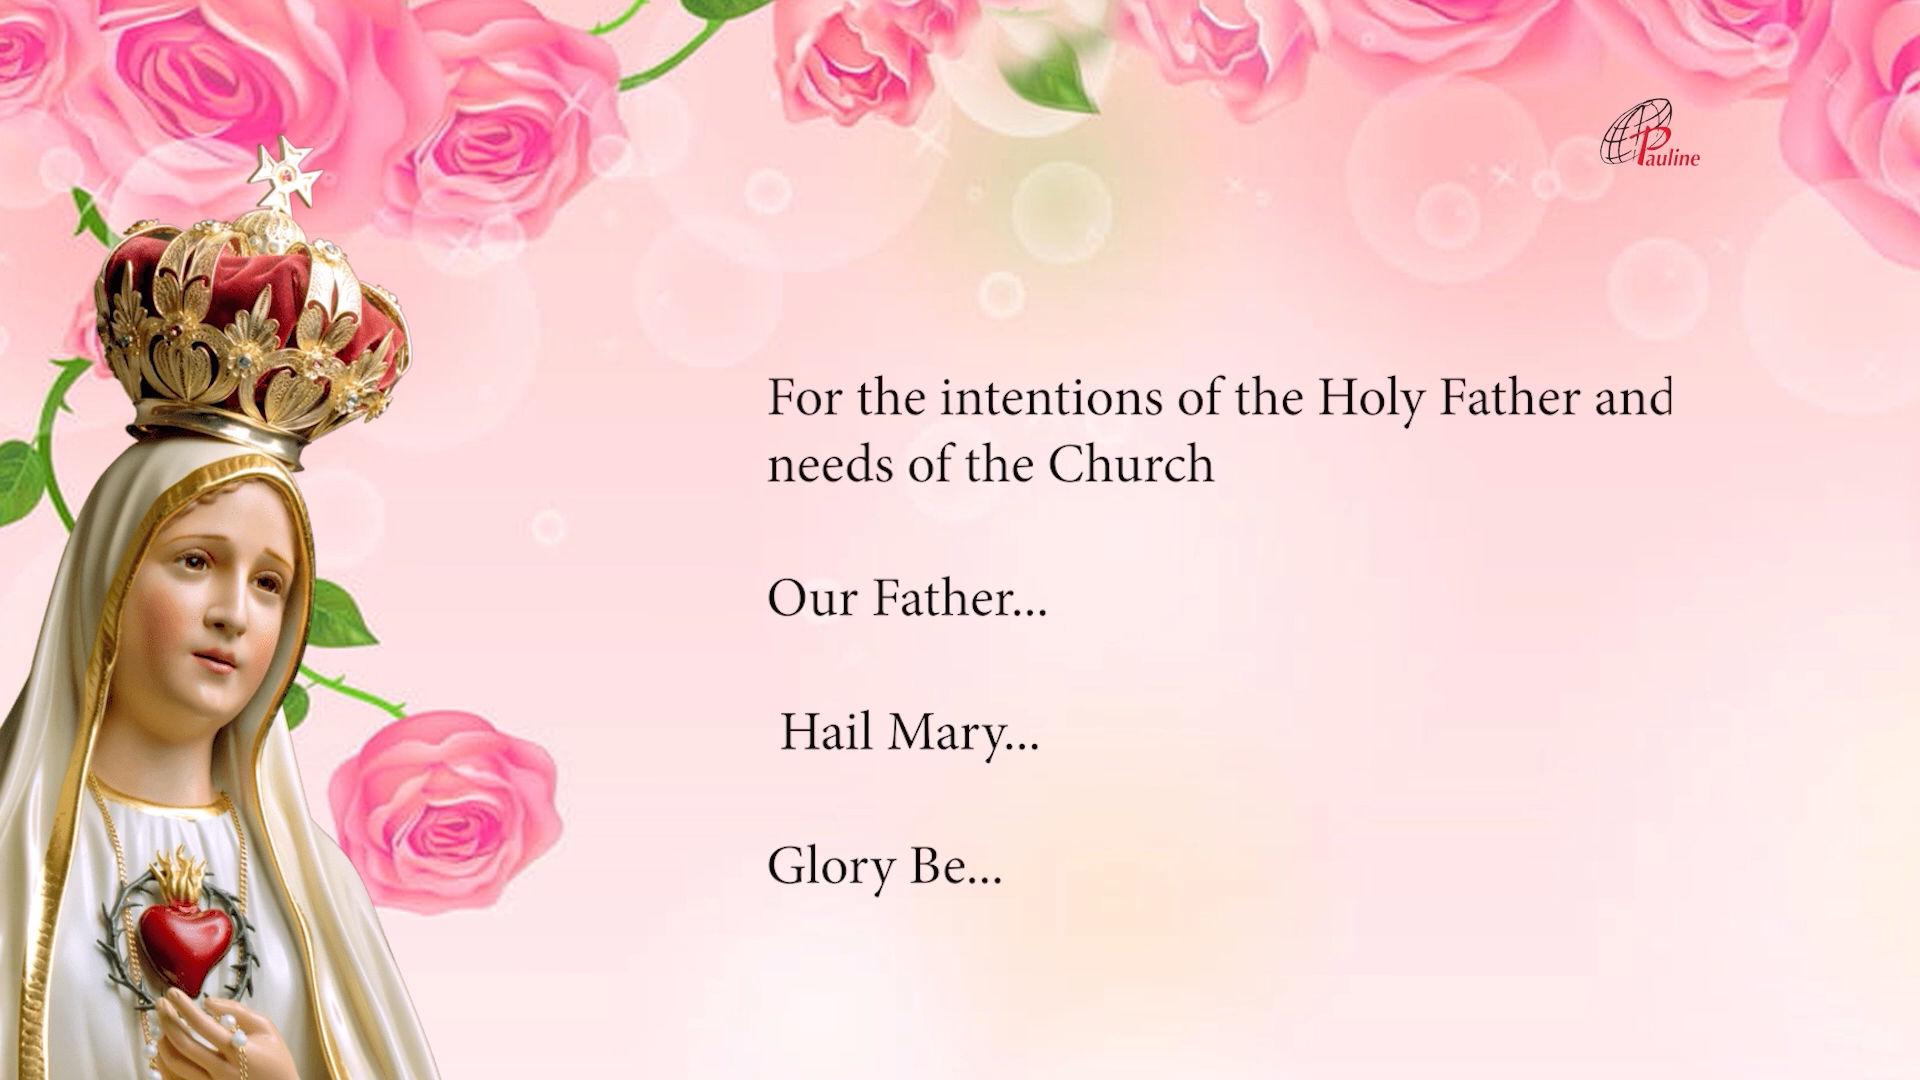 Pauline
For the intentions of the Holy Father and
needs of the Church
Our Father...
Hail Mary...
Glory Be...